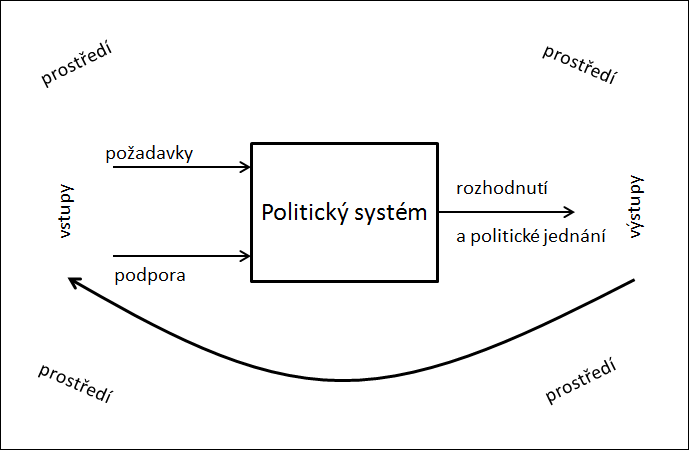 prostředí
prostředí
požadavky
vstupy
Politický systém
rozhodnutí
a politické jednání
výstupy
podpora
prostředí
prostředí